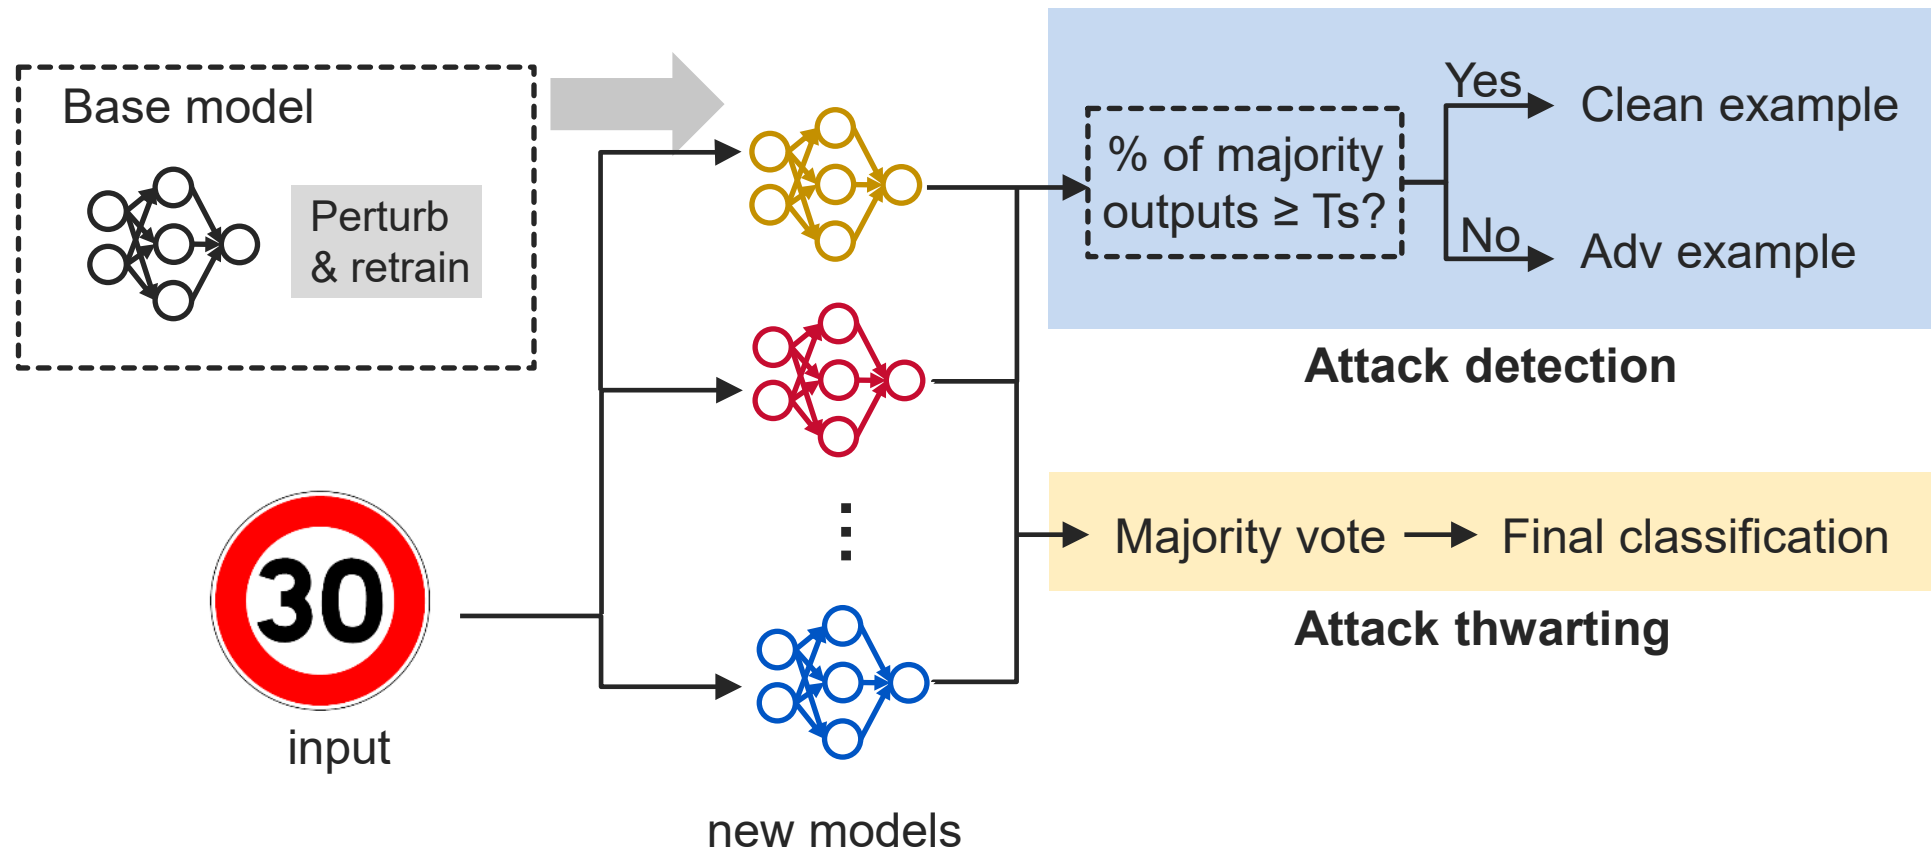 Base model
Perturb
& retrain
30
input
new models
% of majority
outputs ≥ Ts?
Yes
Clean example
No
Adv example
Attack detection
Majority vote
Final classification
Attack thwarting